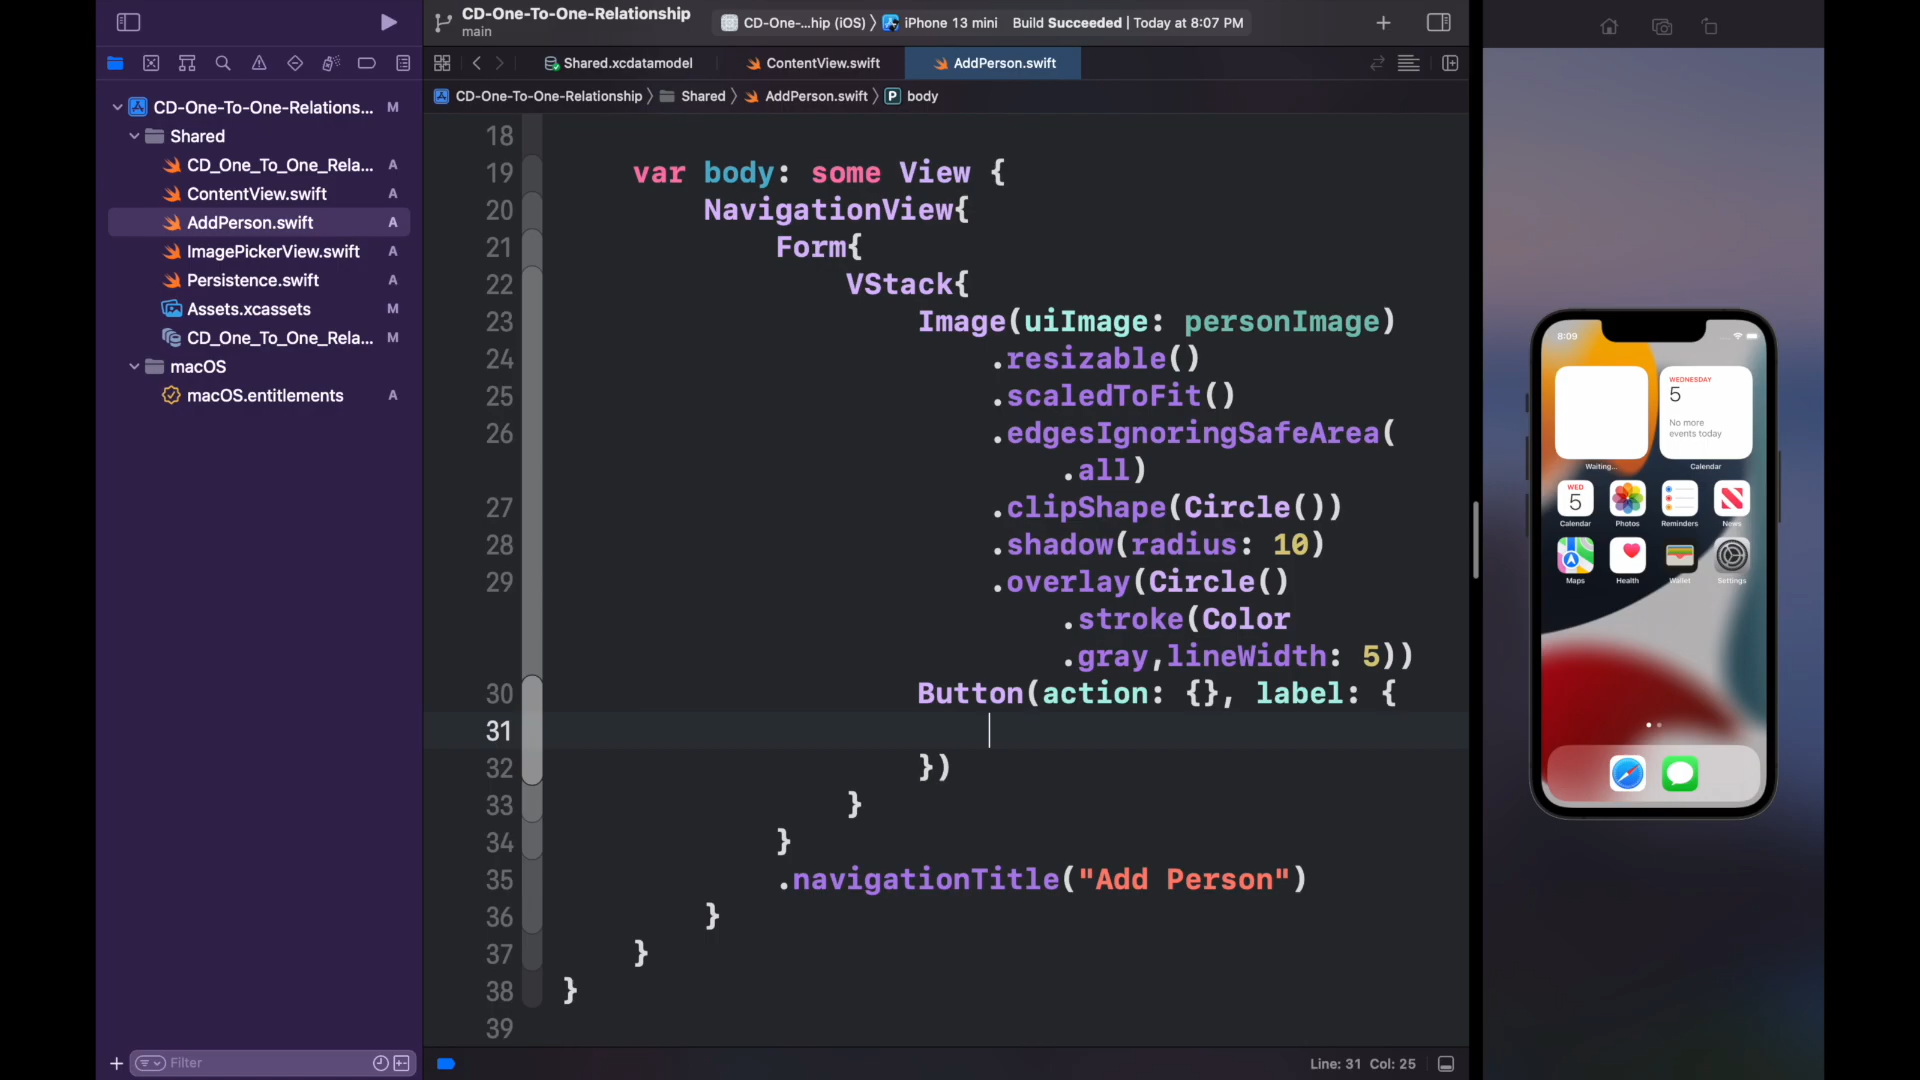 CD-One-To-One-Relationship
main
CD-One-...hip (iOS) 〉 iPhone 13 mini Build Succeeded | Today at 8:07 PM
Shared.xcdatamodel
ContentView.swift
AddPerson.swift
CD-One-To-One-Relationship 〉 Shared 〉 AddPerson.swift 〉 P body
CD-One-To-One-Relations... M
Shared
CD_One_To_One_Rela... A
ContentView.swift A
AddPerson.swift A
ImagePickerView.swift A
Persistence.swift A
Assets.xcassets M
CD_One_To_One_Rela... M
macOS
macOS.entitlements A
Filter
18
19 var body: some View {
20 NavigationView{
21 Form{
22 VStack{
23 Image(uiImage: personImage)
24 .resizable()
25 .scaledToFit()
26 .edgesIgnoringSafeArea(
.all)
27 .clipShape(Circle())
28 .shadow(radius: 10)
29 .overlay(Circle()
.stroke(Color
.gray,lineWidth: 5))
30 Button(action: {}, label: {
31
32 })
33 }
34 }
35 .navigationTitle("Add Person")
36 }
37 }
38 }
39
Line: 31 Col: 25
8:09
WEDNESDAY
5
No more
events today
Waiting...
Calendar
WED
5
Calendar
Photos
Reminders
News
Maps
Health
Wallet
Settings